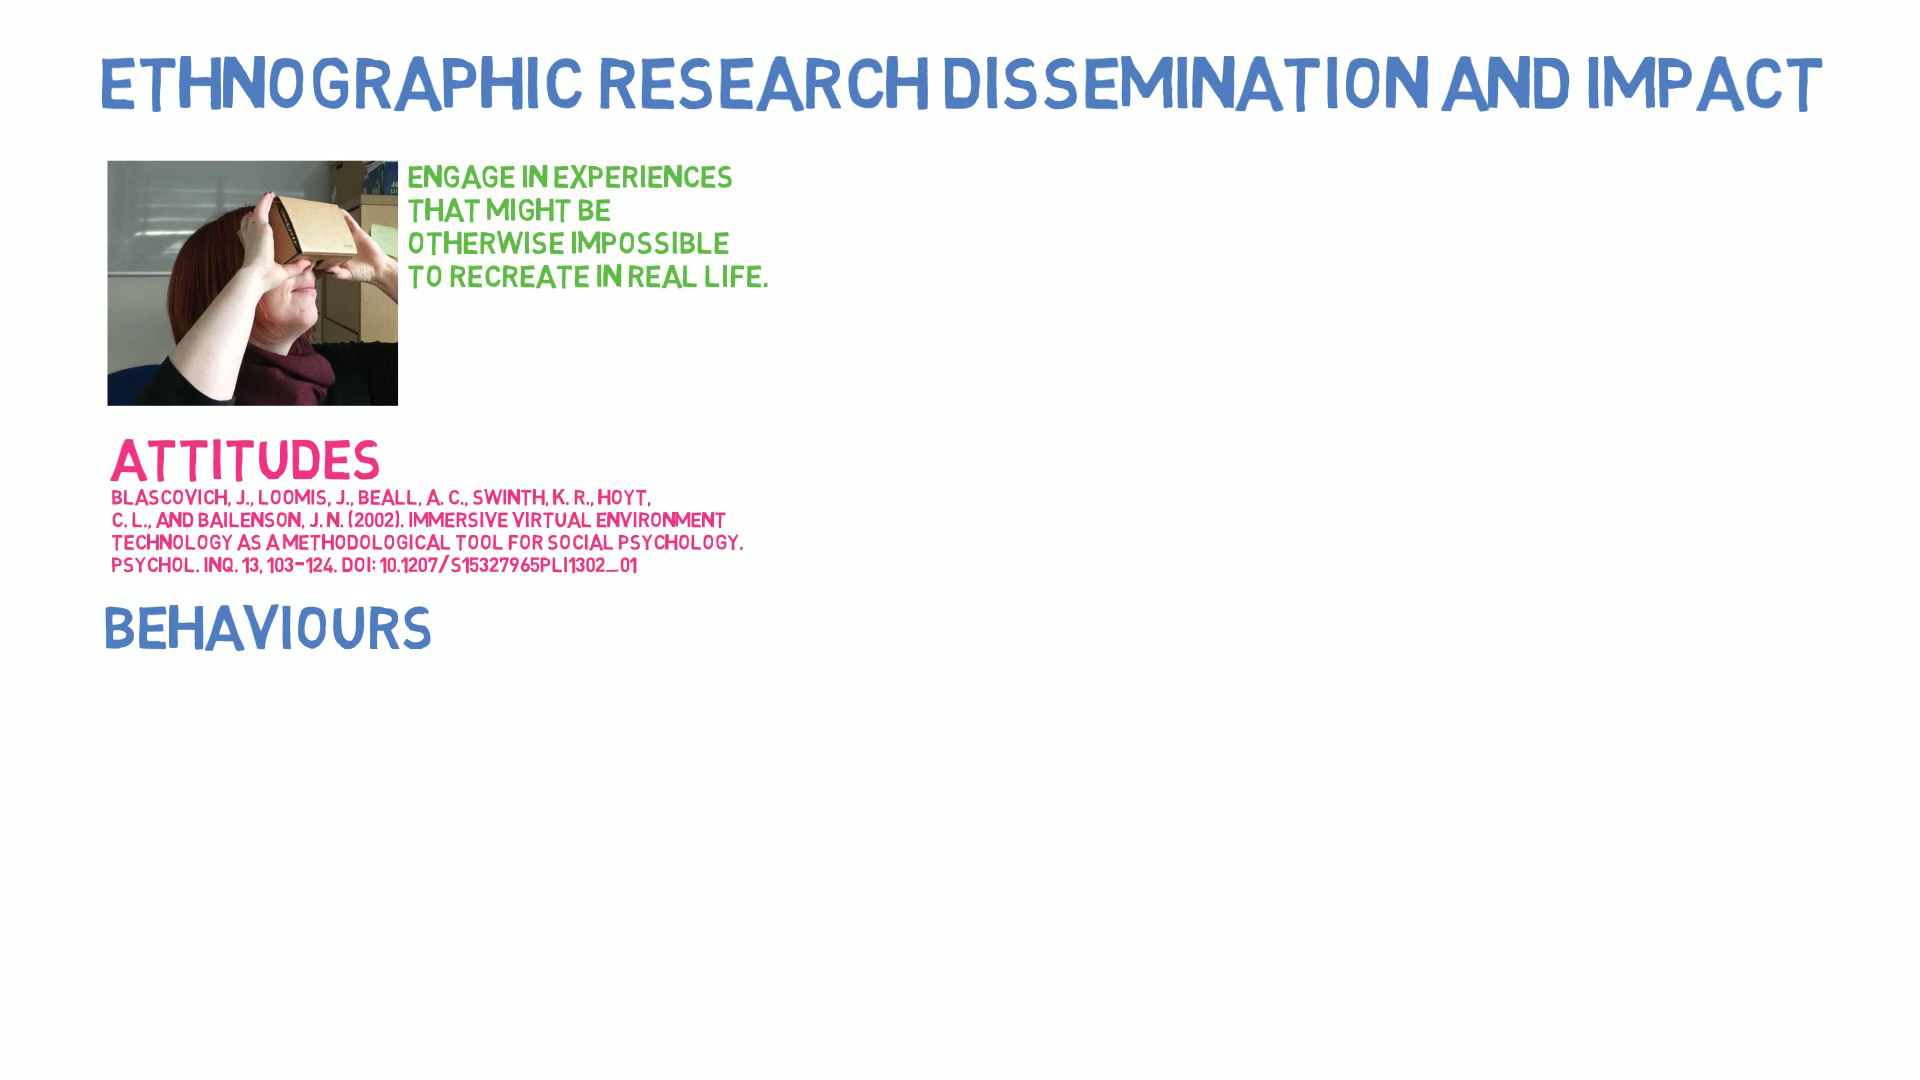 ETHNOGRAPHIC RESEARCH DISSEMINATION AND IMPACT
ENGAGE IN EXPERIENCES
THAT MIGHT BE
OTHERWISE IMPOSSIBLE
TO RECREATE IN REAL LIFE.
ATTITUDES
BLASCOVICH, J., LOOMIS, J., BEALL, A. C., SWINTH, K. R., HOYT,
C. L., AND BAILENSON, J. N. (2002). IMMERSIVE VIRTUAL ENVIRONMENT
TECHNOLOGY AS A METHODOLOGICAL TOOL FOR SOCIAL PSYCHOLOGY.
PSYCHOL. INQ. 13, 103-124. DOI: 10.1207/S15327965PLI1302_01
BEHAVIOURS